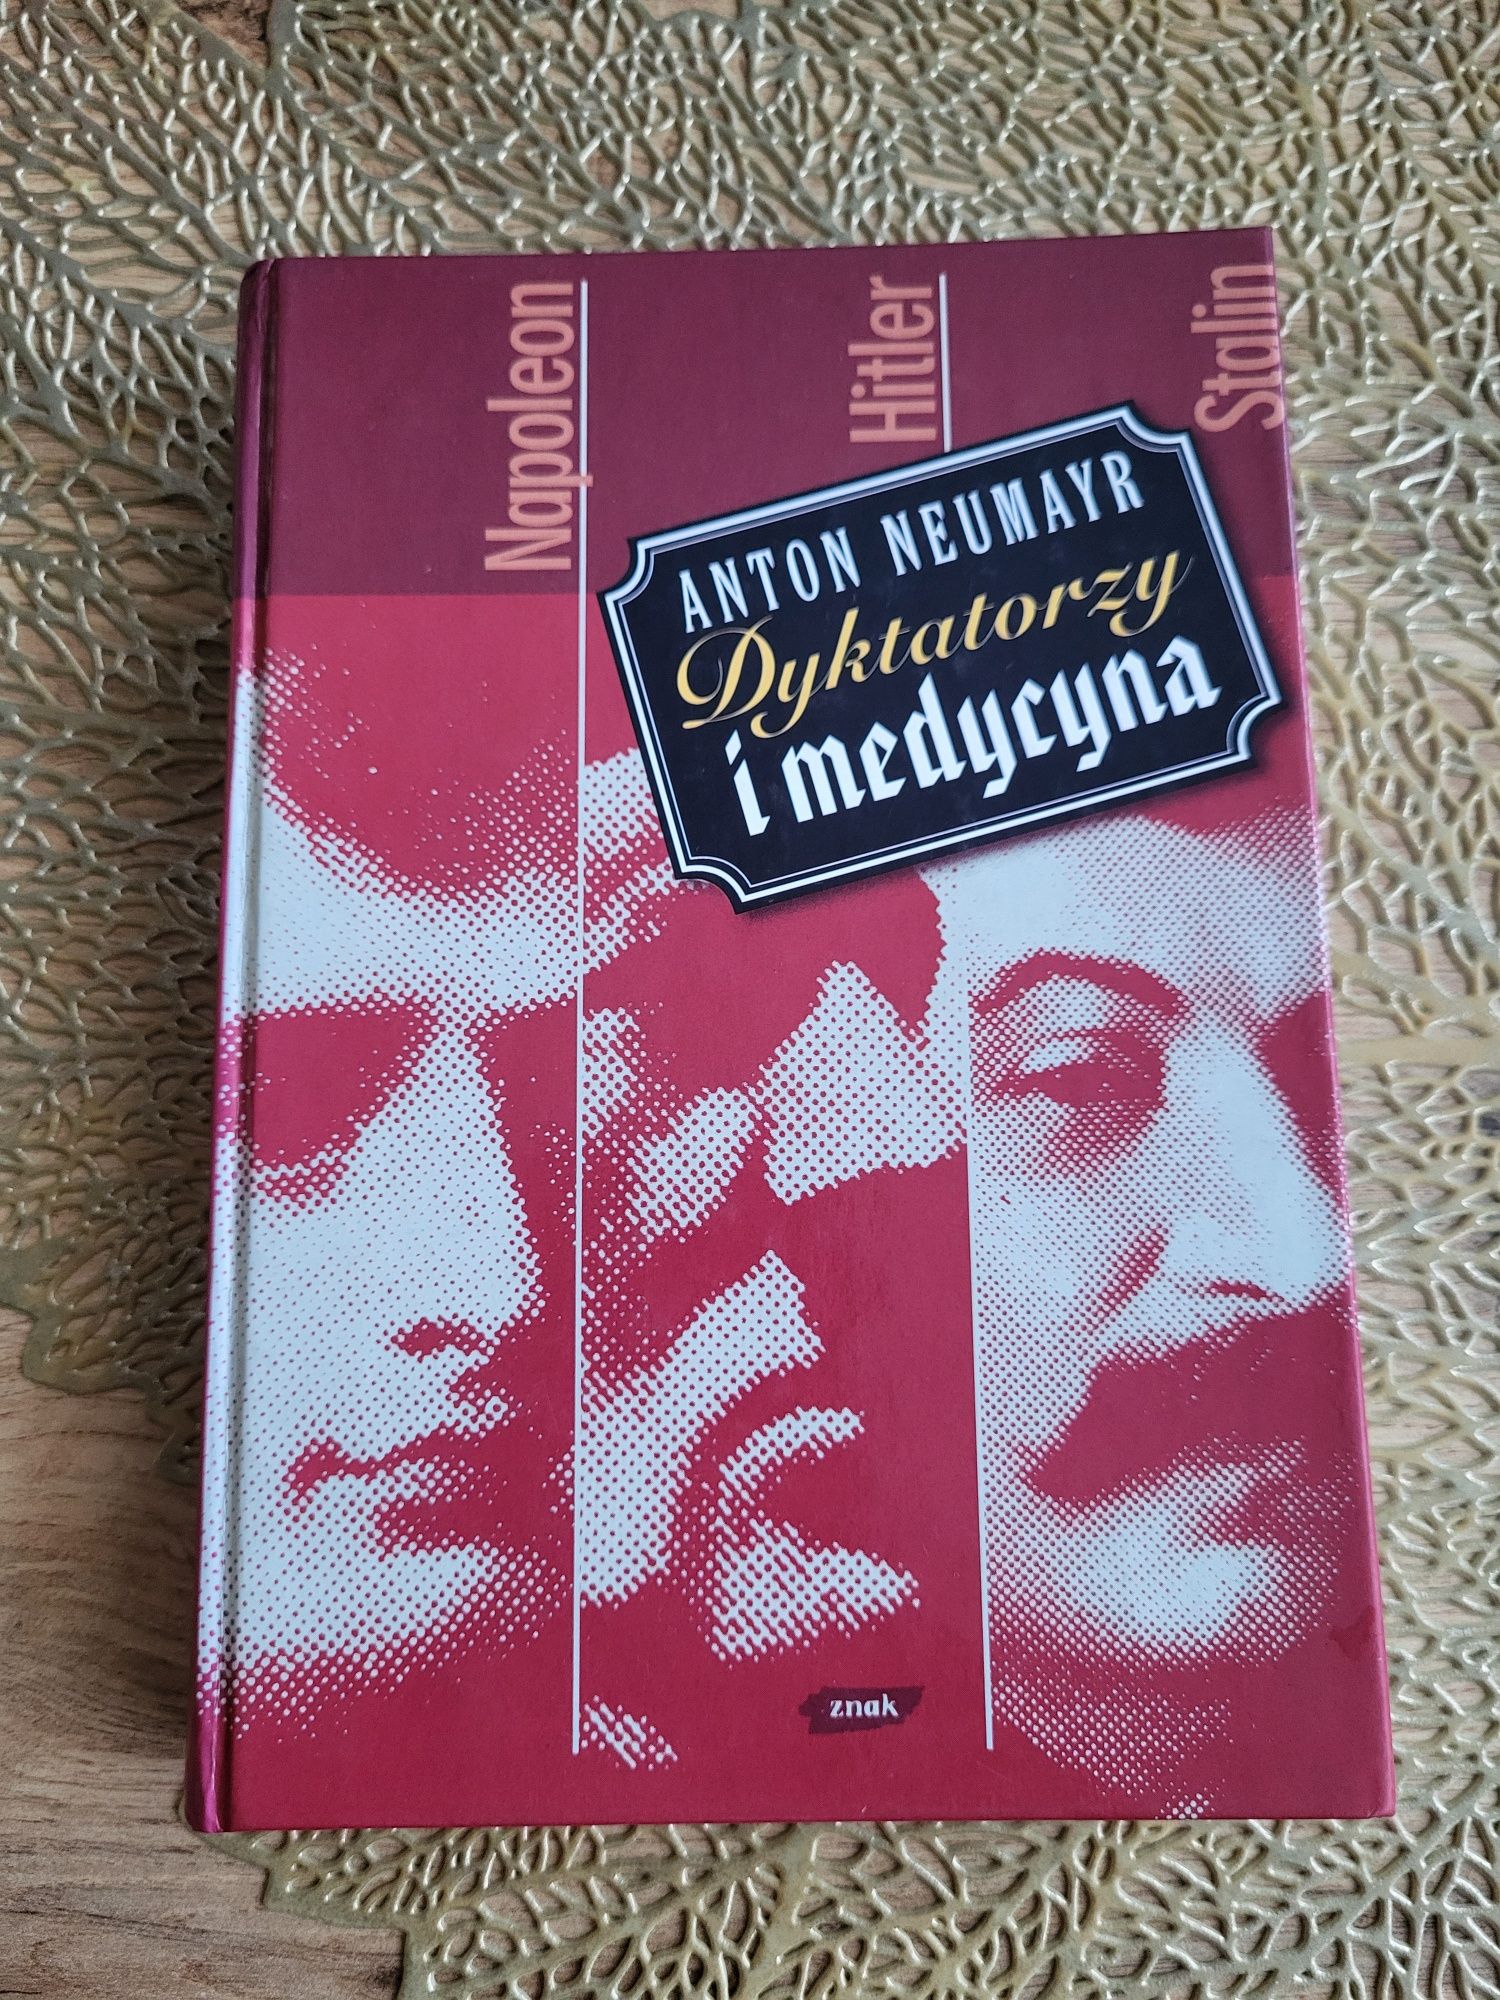 Napoleon
Hitler
Stalin
ANTON NEUMAYR
Dyktatorzy
i medycyna
znak